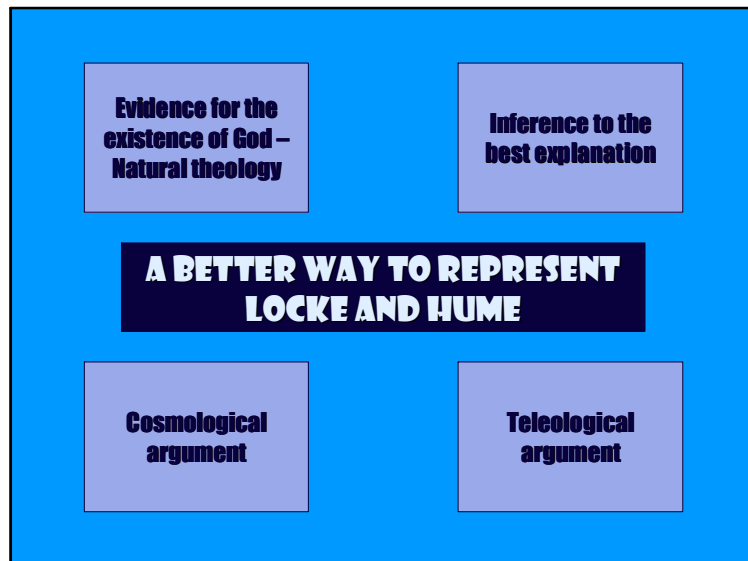 Evidence for the
existence of God –
Natural theology
Inference to the
best explanation
A BETTER WAY TO REPRESENT
LOCKE AND HUME
Cosmological
argument
Teleological
argument